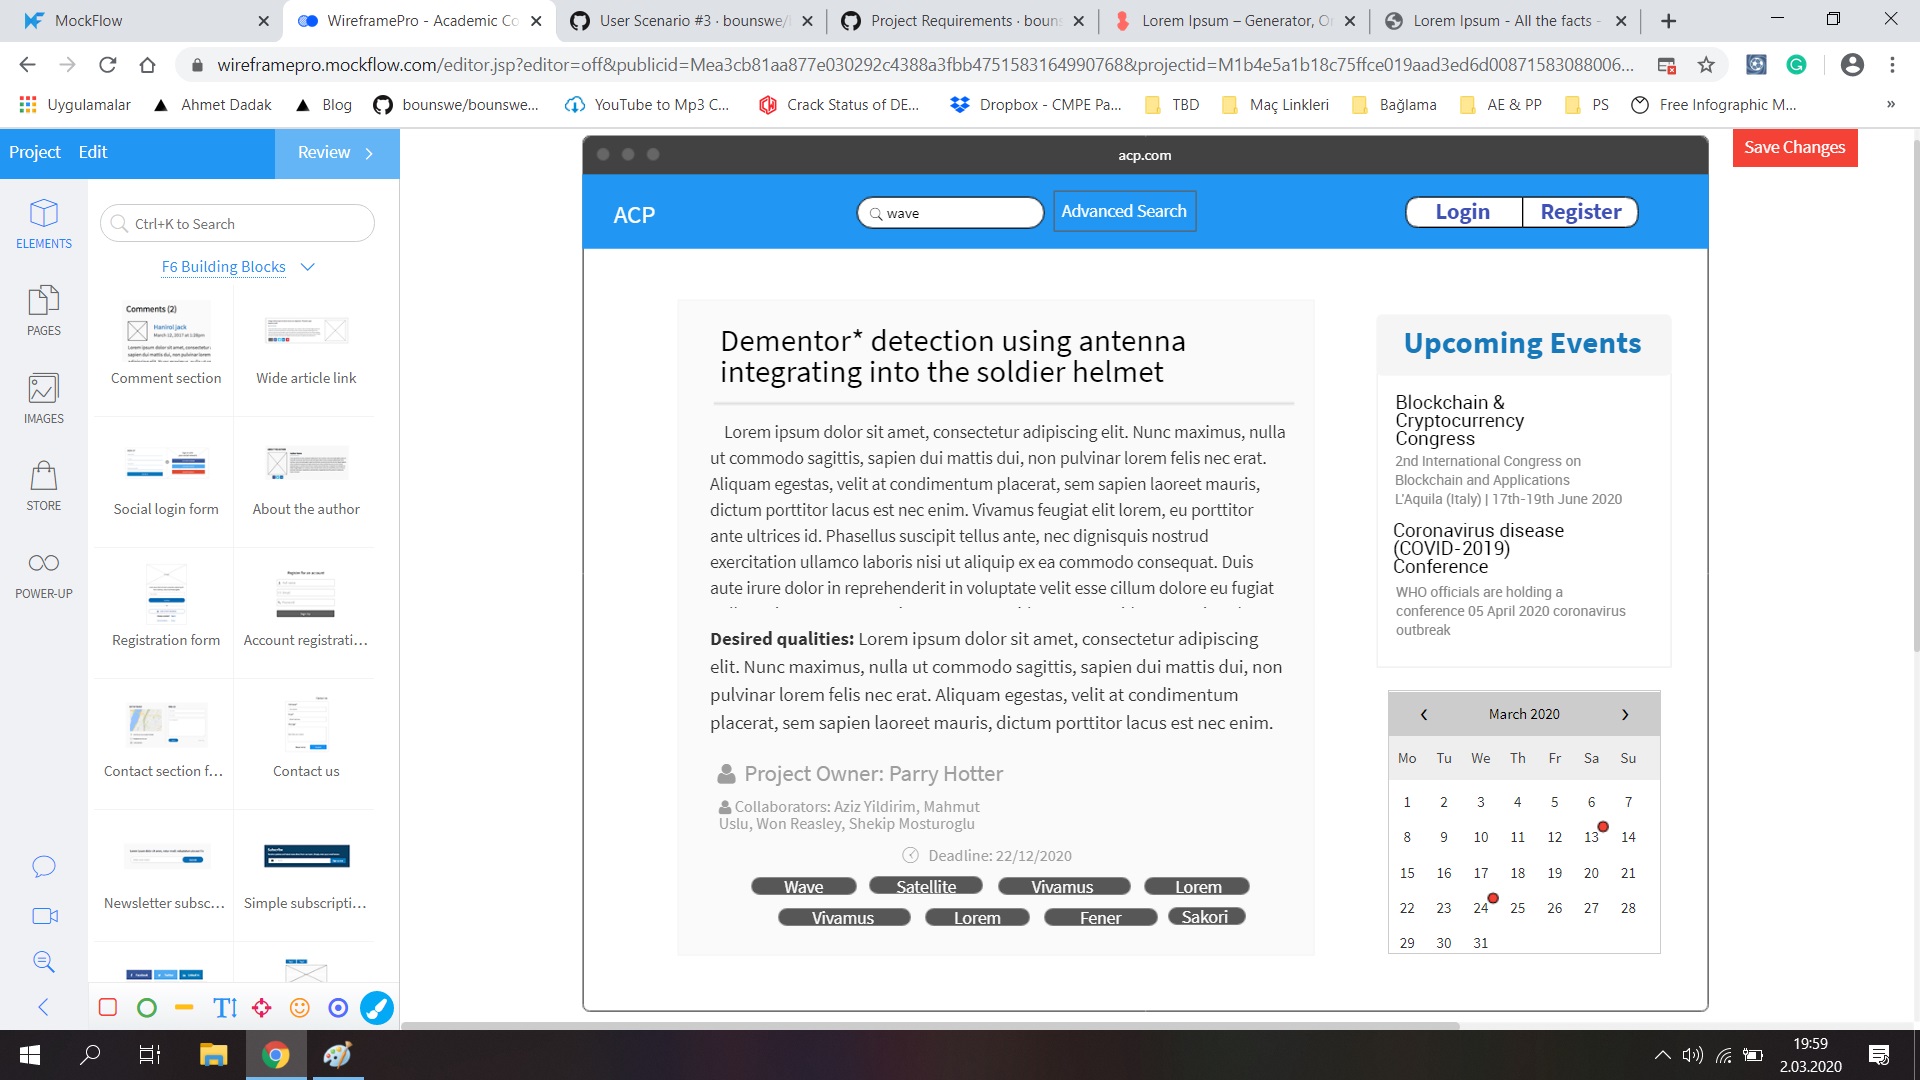 MockFlow
WireframePro - Academic Co
User Scenario #3 · bounswe/
Project Requirements · boun
Lorem Ipsum – Generator, O
Lorem Ipsum - All the facts -
wireframepro.mockflow.com/editor.jsp?editor=off&publicid=Mea3cb81aa877e030292c4388a3fbb4751583164990768&projectid=M1b4e5a1b18c75ffce019aad3ed6d00871583088006...
Uygulamalar
Ahmet Dadak
Blog
bounswe/bounswe...
YouTube to Mp3 C...
Crack Status of DE...
Dropbox - CMPE Pa...
TBD
Maç Linkleri
Bağlama
AE & PP
PS
Free Infographic M...
»
Project Edit
Review
ELEMENTS
PAGES
IMAGES
STORE
POWER-UP
Ctrl+K to Search
F6 Building Blocks
Comments (2)
Hanirol jack
March 12, 2017 at 1:28pm
Comment section
Wide article link
Social login form
About the author
Registration form
Account registrati...
Contact section f...
Contact us
Newsletter subsc...
Simple subscripti...
acp.com
ACP
wave
Advanced Search
Login
Register
Save Changes
Dementor* detection using antenna
integrating into the soldier helmet
Lorem ipsum dolor sit amet, consectetur adipiscing elit. Nunc maximus, nulla
ut commodo sagittis, sapien dui mattis dui, non pulvinar lorem felis nec erat.
Aliquam egestas, velit at condimentum placerat, sem sapien laoreet mauris,
dictum porttitor lacus est nec enim. Vivamus feugiat elit lorem, eu porttitor
ante ultrices id. Phasellus suscipit tellus ante, nec dignisquis nostrud
exercitation ullamco laboris nisi ut aliquip ex ea commodo consequat. Duis
aute irure dolor in reprehenderit in voluptate velit esse cillum dolore eu fugiat
Desired qualities: Lorem ipsum dolor sit amet, consectetur adipiscing
elit. Nunc maximus, nulla ut commodo sagittis, sapien dui mattis dui, non
pulvinar lorem felis nec erat. Aliquam egestas, velit at condimentum
placerat, sem sapien laoreet mauris, dictum porttitor lacus est nec enim.
Project Owner: Parry Hotter
Collaborators: Aziz Yildirim, Mahmut
Uslu, Won Reasley, Shekip Mosturoglu
Deadline: 22/12/2020
Wave Satellite Vivamus Lorem
Vivamus Lorem Fener Sakori
Upcoming Events
Blockchain &
Cryptocurrency
Congress
2nd International Congress on
Blockchain and Applications
L'Aquila (Italy) | 17th-19th June 2020
Coronavirus disease
(COVID-2019)
Conference
WHO officials are holding a
conference 05 April 2020 coronavirus
outbreak
March 2020
Mo Tu We Th Fr Sa Su
1 2 3 4 5 6 7
8 9 10 11 12 13 14
15 16 17 18 19 20 21
22 23 24 25 26 27 28
29 30 31
19:59
2.03.2020